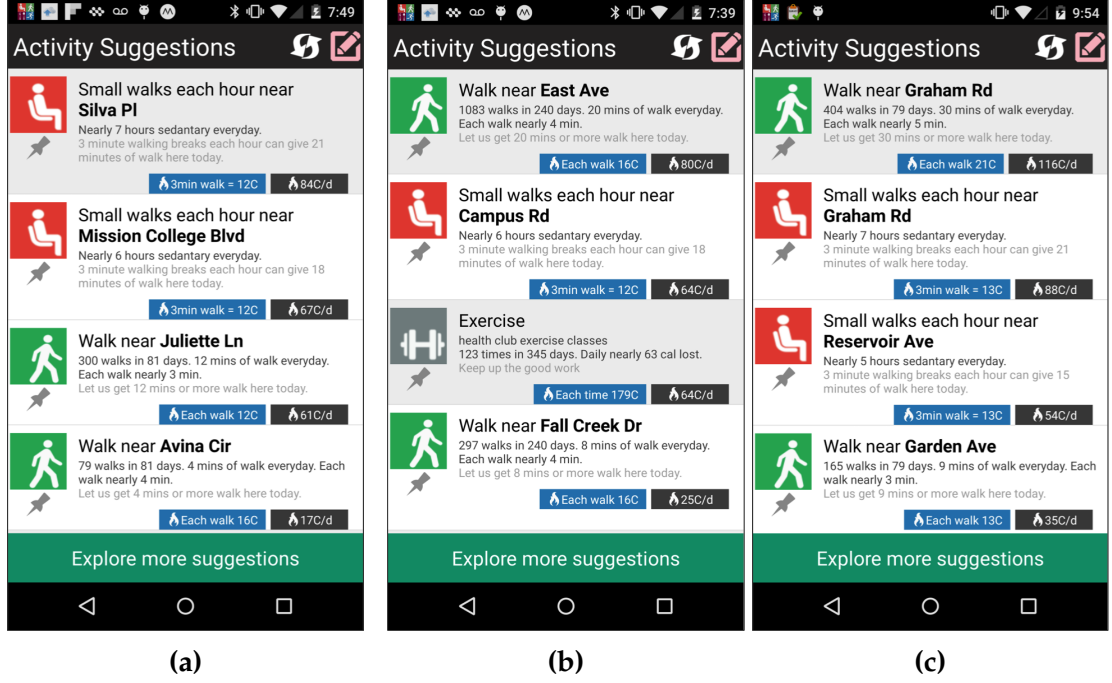 7:49
Activity Suggestions
Small walks each hour near
Silva Pl
Nearly 7 hours sedantary everyday.
3 minute walking breaks each hour can give 21
minutes of walk here today.
3min walk = 12C 84C/d
Small walks each hour near
Mission College Blvd
Nearly 6 hours sedantary everyday.
3 minute walking breaks each hour can give 18
minutes of walk here today.
3min walk = 12C 67C/d
Walk near Juliette Ln
300 walks in 81 days. 12 mins of walk everyday.
Each walk nearly 3 min.
Let us get 12 mins or more walk here today.
Each walk 12C 61C/d
Walk near Avina Cir
79 walks in 81 days. 4 mins of walk everyday. Each
walk nearly 4 min.
Let us get 4 mins or more walk here today.
Each walk 16C 17C/d
Explore more suggestions
(a)
7:39
Activity Suggestions
Walk near East Ave
1083 walks in 240 days. 20 mins of walk everyday.
Each walk nearly 4 min.
Let us get 20 mins or more walk here today.
Each walk 16C 80C/d
Small walks each hour near
Campus Rd
Nearly 6 hours sedantary everyday.
3 minute walking breaks each hour can give 18
minutes of walk here today.
3min walk = 12C 64C/d
Exercise
health club exercise classes
123 times in 345 days. Daily nearly 63 cal lost.
Keep up the good work
Each time 179C 64C/d
Walk near Fall Creek Dr
297 walks in 240 days. 8 mins of walk everyday.
Each walk nearly 4 min.
Let us get 8 mins or more walk here today.
Each walk 16C 25C/d
Explore more suggestions
(b)
9:54
Activity Suggestions
Walk near Graham Rd
404 walks in 79 days. 30 mins of walk everyday.
Each walk nearly 5 min.
Let us get 30 mins or more walk here today.
Each walk 21C 116C/d
Small walks each hour near
Graham Rd
Nearly 7 hours sedantary everyday.
3 minute walking breaks each hour can give 21
minutes of walk here today.
3min walk = 13C 88C/d
Small walks each hour near
Reservoir Ave
Nearly 5 hours sedantary everyday.
3 minute walking breaks each hour can give 15
minutes of walk here today.
3min walk = 13C 54C/d
Walk near Garden Ave
165 walks in 79 days. 9 mins of walk everyday. Each
walk nearly 3 min.
Let us get 9 mins or more walk here today.
Each walk 13C 35C/d
Explore more suggestions
(c)